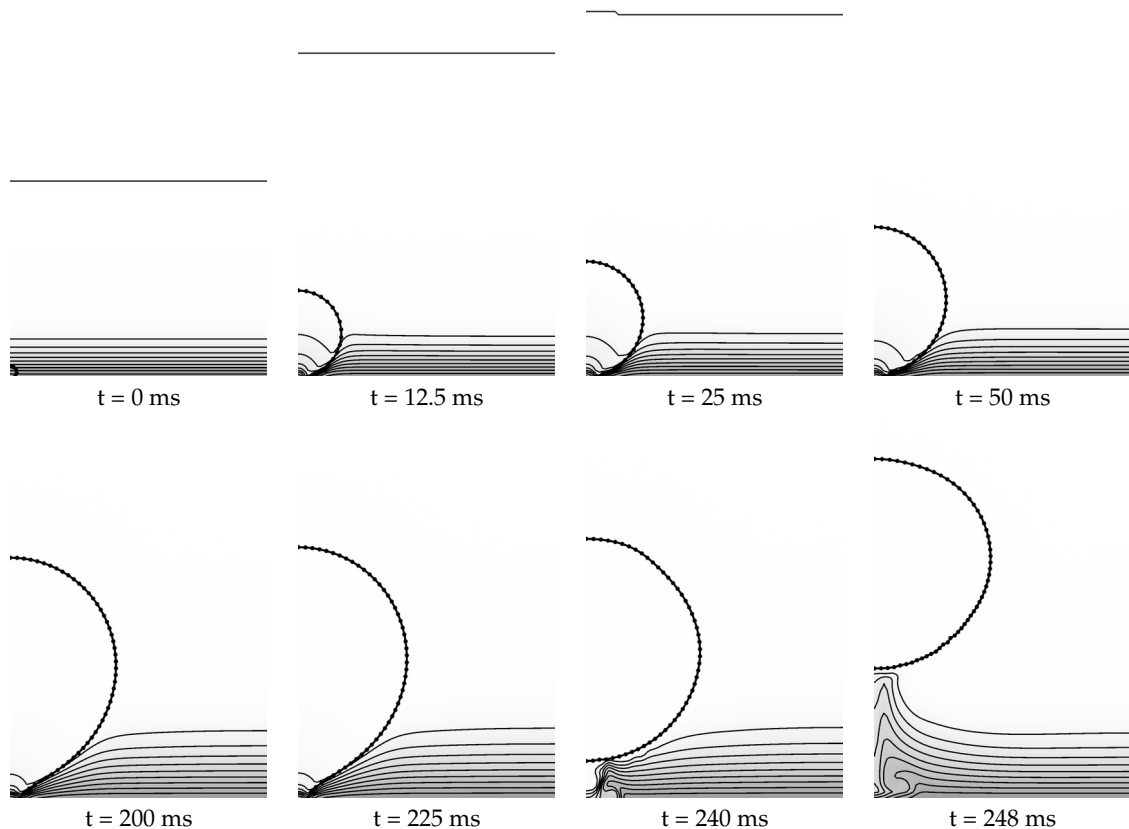 t = 0 ms
t = 12.5 ms
t = 25 ms
t = 50 ms
t = 200 ms
t = 225 ms
t = 240 ms
t = 248 ms